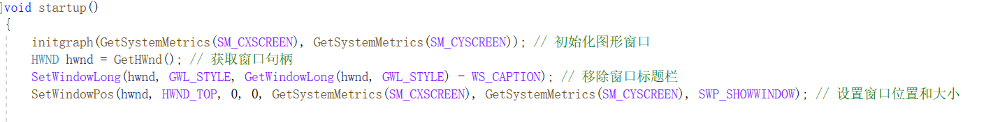 void startup()
{
initgraph(GetSystemMetrics(SM_CXSCREEN), GetSystemMetrics(SM_CYSCREEN)); // 初始化图形窗口
HWND hwnd = GetHWnd(); // 获取窗口句柄
SetWindowLong(hwnd, GWL_STYLE, GetWindowLong(hwnd, GWL_STYLE) - WS_CAPTION); // 移除窗口标题栏
SetWindowPos(hwnd, HWND_TOP, 0, 0, GetSystemMetrics(SM_CXSCREEN), GetSystemMetrics(SM_CYSCREEN), SWP_SHOWWINDOW); // 设置窗口位置和大小